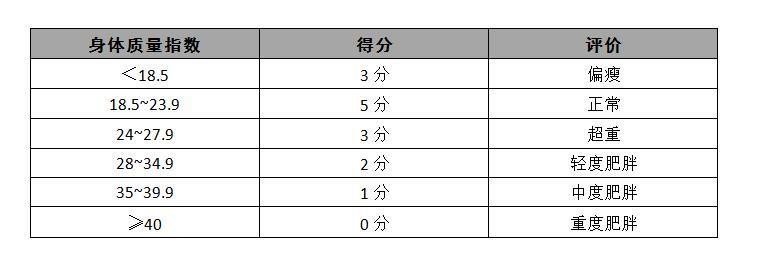 身体质量指数 得分 评价
＜18.5 3分 偏瘦
18.5~23.9 5分 正常
24~27.9 3分 超重
28~34.9 2分 轻度肥胖
35~39.9 1分 中度肥胖
⩾40 0分 重度肥胖